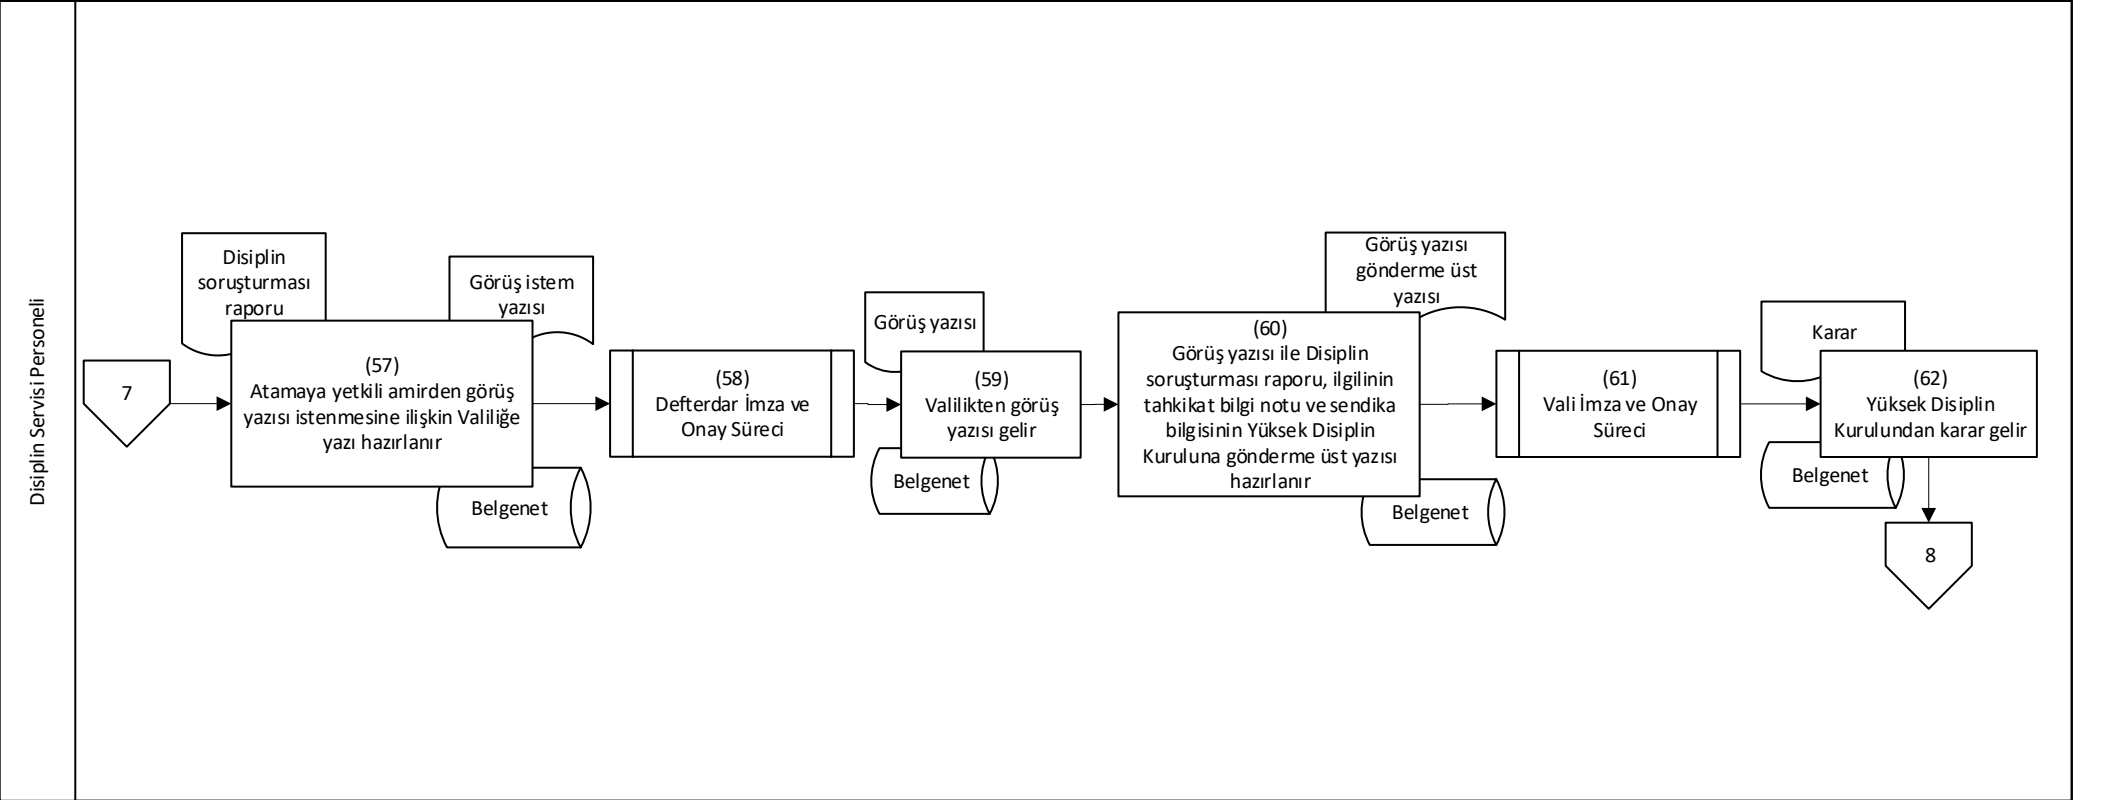 Disiplin Servisi Personeli
7
Disiplin
soruşturması
raporu
Görüş istem
yazısı
(57)
Atamaya yetkili amirden görüş
yazısı istenmesine ilişkin Valiliğe
yazı hazırlanır
Belgenet
(58)
Defterdar İmza ve
Onay Süreci
Görüş yazısı
(59)
Valilikten görüş
yazısı gelir
Belgenet
Görüş yazısı
gönderme üst
yazısı
(60)
Görüş yazısı ile Disiplin
soruşturması raporu, ilgilinin
tahkikat bilgi notu ve sendika
bilgisinin Yüksek Disiplin
Kuruluna gönderme üst yazısı
hazırlanır
Belgenet
(61)
Vali İmza ve Onay
Süreci
Karar
(62)
Yüksek Disiplin
Kurulundan karar gelir
Belgenet
8